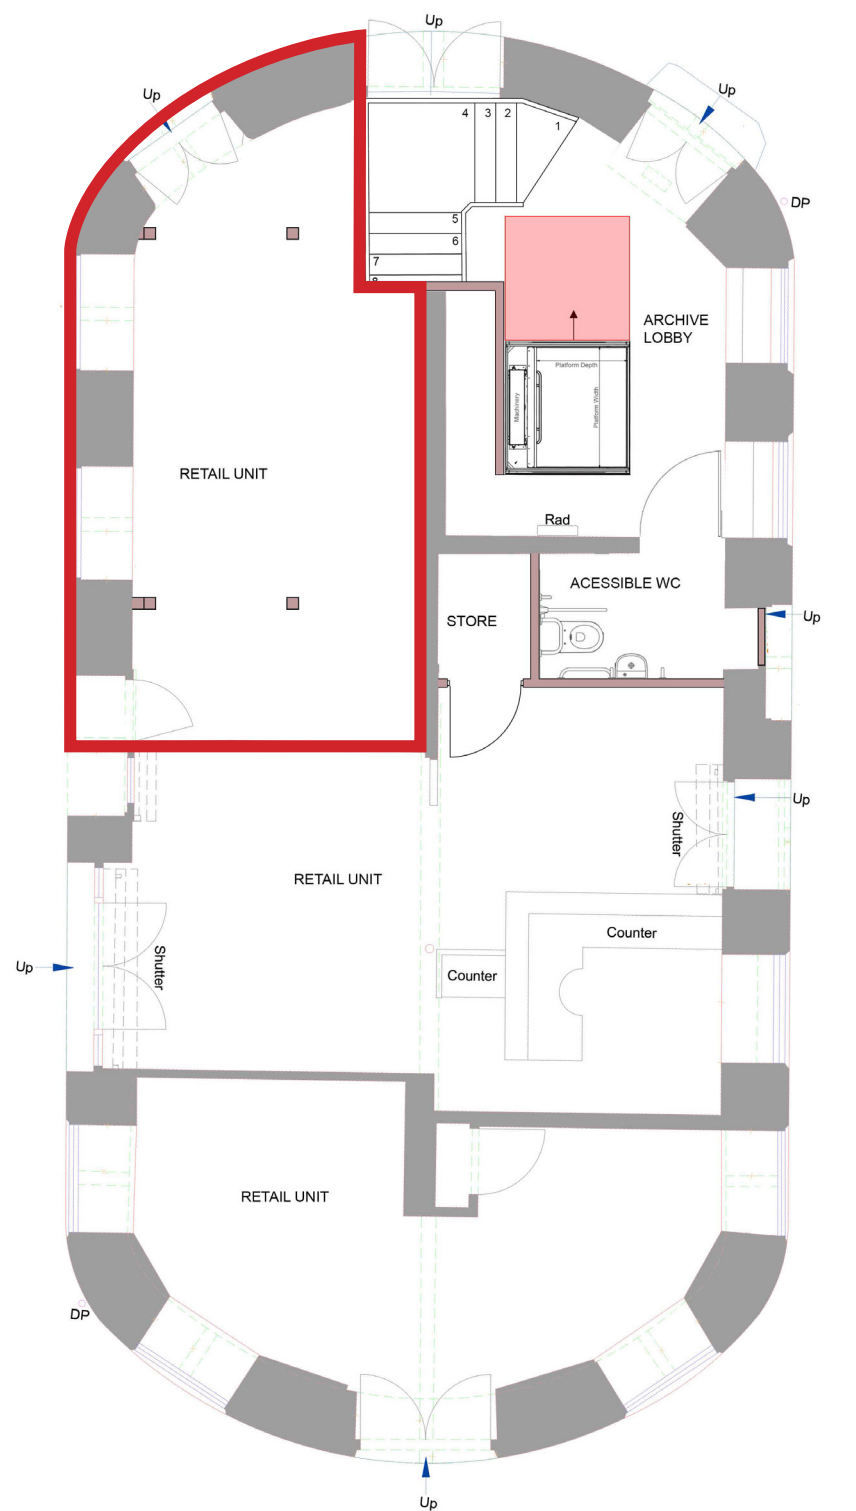 Up
Up
Up
4
3
2
1
DP
5
6
7
8
ARCHIVE
LOBBY
Platform Depth
Machinery
Platform Width
RETAIL UNIT
Rad
ACESSIBLE WC
STORE
Up
Up
Shutter
RETAIL UNIT
Counter
Up
Shutter
Counter
RETAIL UNIT
DP
Up